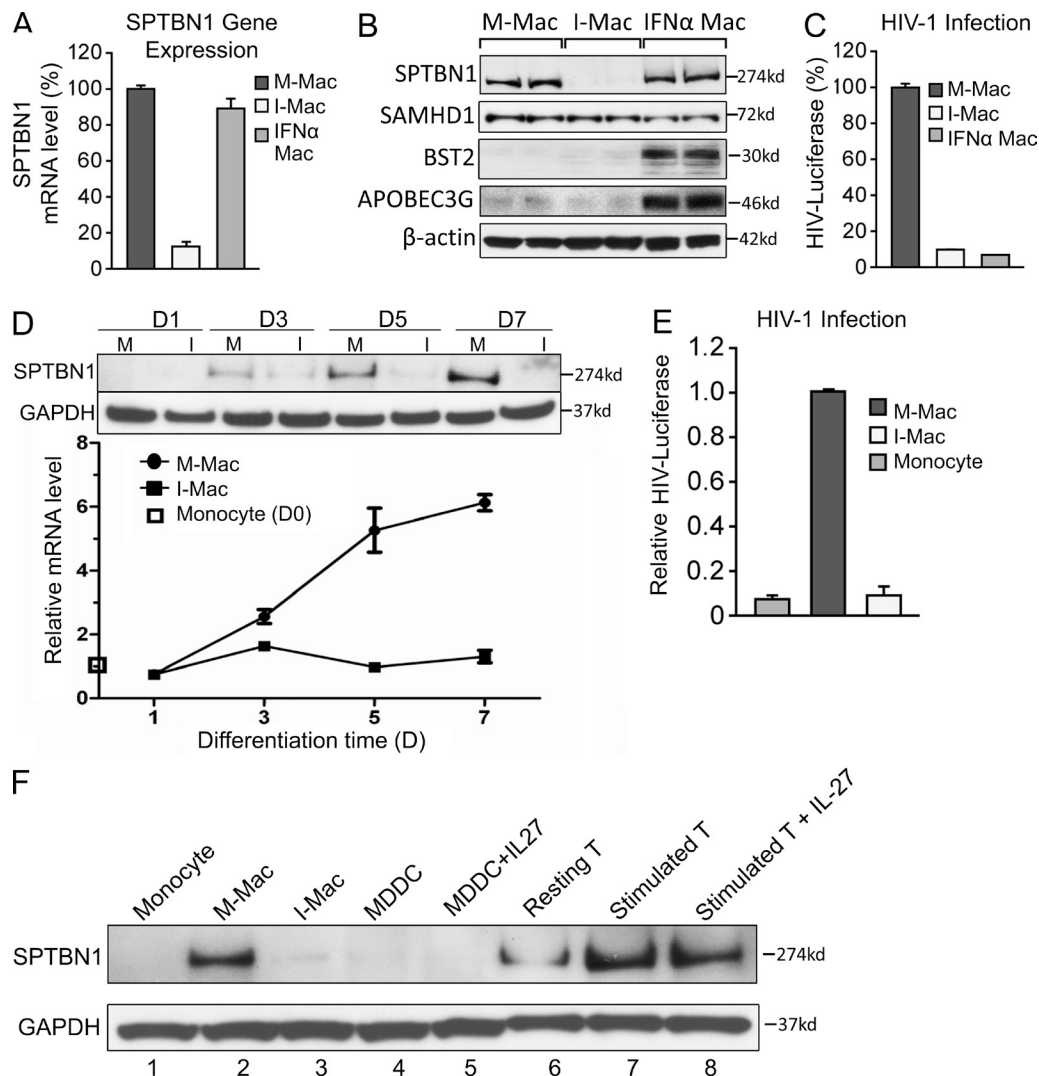 A
SPTBN1 Gene
Expression
SPTBN1
mRNA level (%)
120
100
80
60
40
20
0
M-Mac
I-Mac
IFNα
Mac
B
M-Mac I-Mac IFNα Mac
SPTBN1
274kd
SAMHD1
72kd
BST2
30kd
APOBEC3G
46kd
β-actin
42kd
C
HIV-1 Infection
HIV-Luciferase (%)
120
100
80
60
40
20
0
M-Mac
I-Mac
IFNα Mac
D
D1 D3 D5 D7
M I M I M I M I
SPTBN1
274kd
GAPDH
37kd
Relative mRNA level
8
6
4
2
0
M-Mac
I-Mac
Monocyte (D0)
1 3 5 7
Differentiation time (D)
E
HIV-1 Infection
Relative HIV-Luciferase
1.2
1.0
0.8
0.6
0.4
0.2
0
M-Mac
I-Mac
Monocyte
F
Monocyte
M-Mac
I-Mac
MDDC
MDDC+IL27
Resting T
Stimulated T
Stimulated T + IL-27
SPTBN1
274kd
GAPDH
37kd
1 2 3 4 5 6 7 8